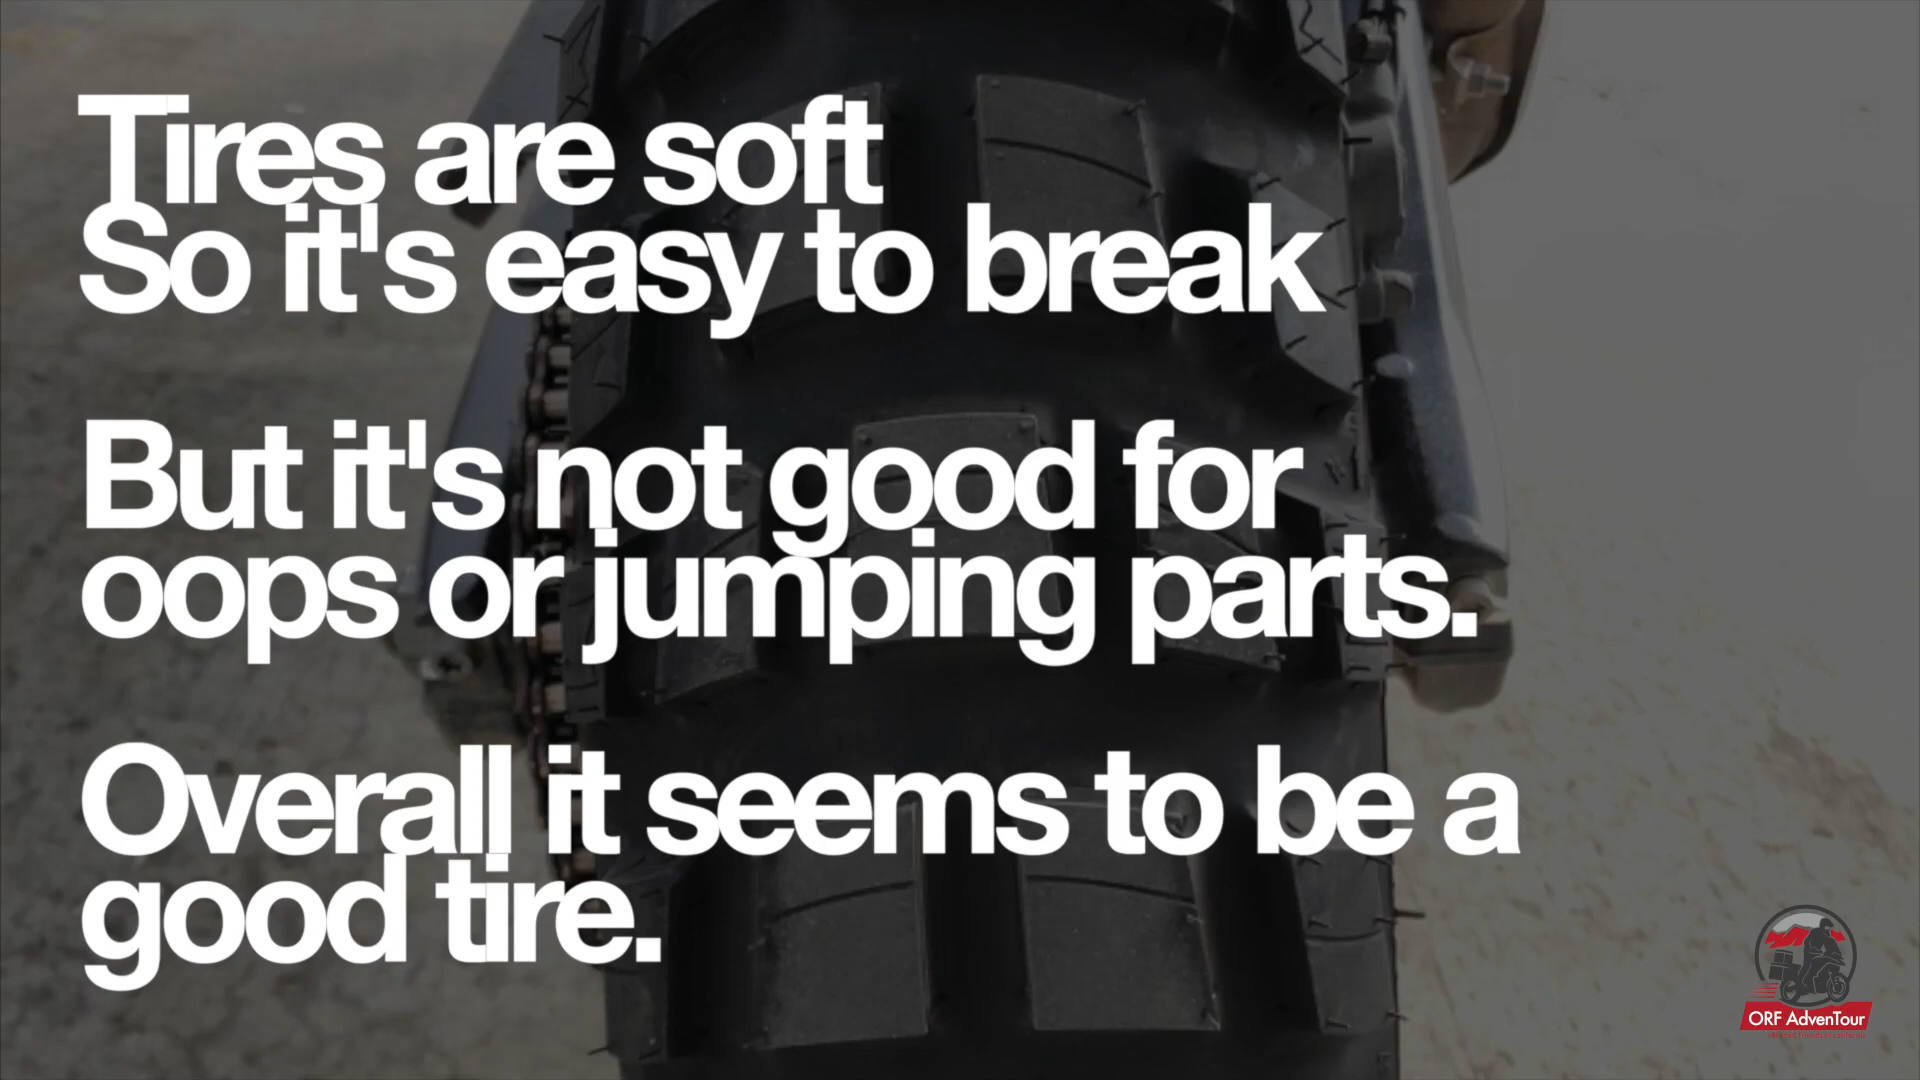 Tires are soft
So it's easy to break
But it's not good for
oops or jumping parts.
Overall it seems to be a
good tire.
ORF AdvenTour